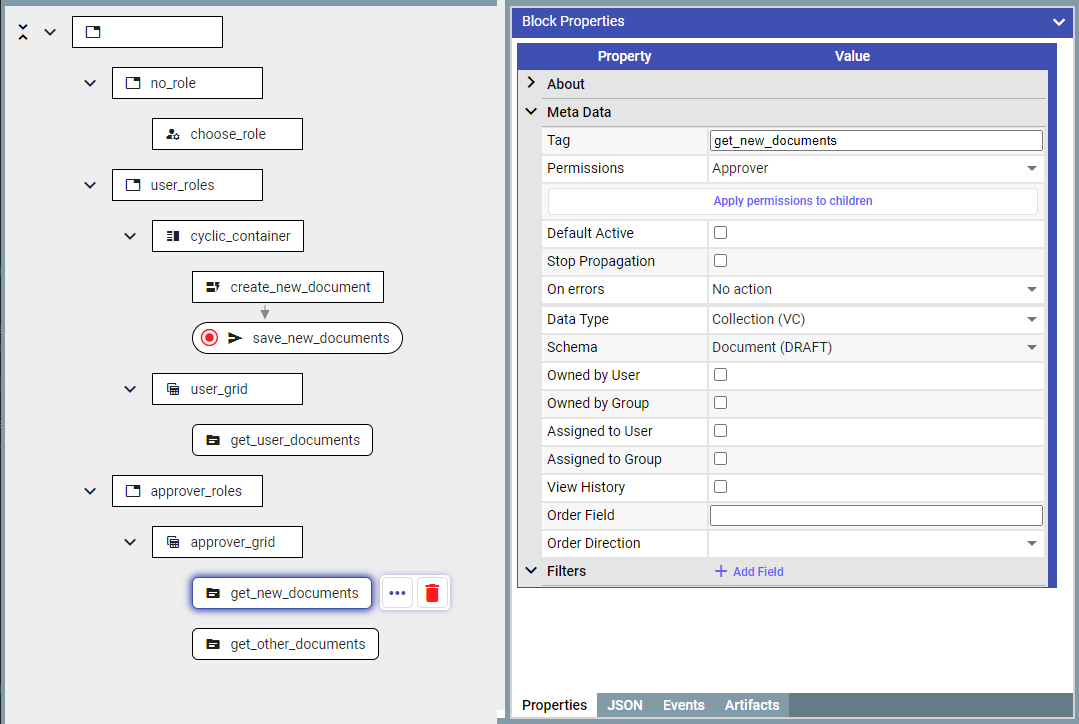 no_role
choose_role
user_roles
cyclic_container
create_new_document
save_new_documents
user_grid
get_user_documents
approver_roles
approver_grid
get_new_documents
get_other_documents
Block Properties
Property Value
About
Meta Data
Tag get_new_documents
Permissions Approver
Apply permissions to children
Default Active
Stop Propagation
On errors No action
Data Type Collection (VC)
Schema Document (DRAFT)
Owned by User
Owned by Group
Assigned to User
Assigned to Group
View History
Order Field
Order Direction
Filters Add Field
Properties JSON Events Artifacts